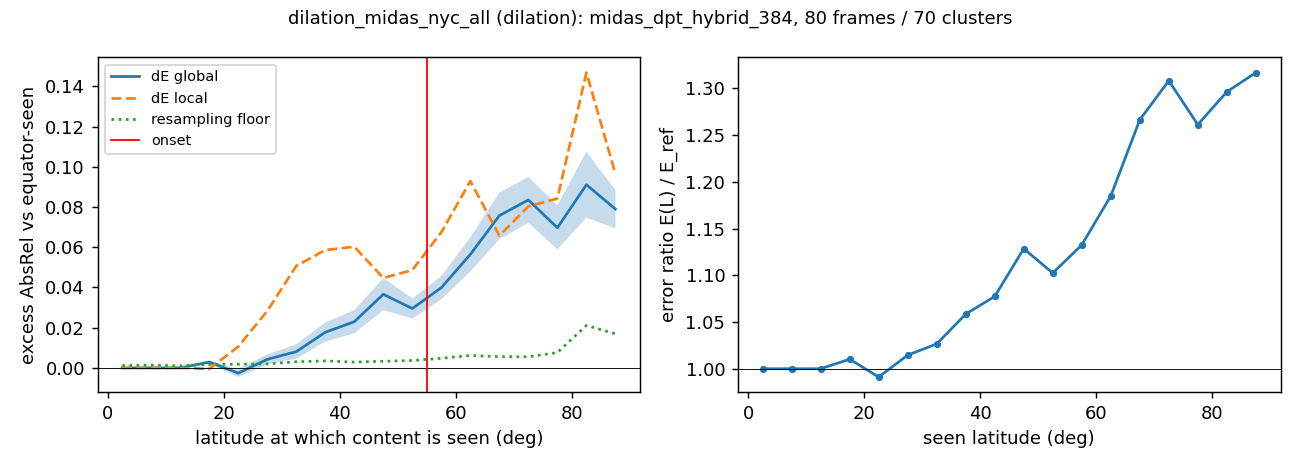 dilation_midas_nyc_all (dilation): midas_dpt_hybrid_384, 80 frames / 70 clusters
excess AbsRel vs equator-seen
0.14
0.12
0.10
0.08
0.06
0.04
0.02
0.00
dE global
dE local
resampling floor
onset
0 20 40 60 80
latitude at which content is seen (deg)
error ratio E(L) / E_ref
1.30
1.25
1.20
1.15
1.10
1.05
1.00
0 20 40 60 80
seen latitude (deg)